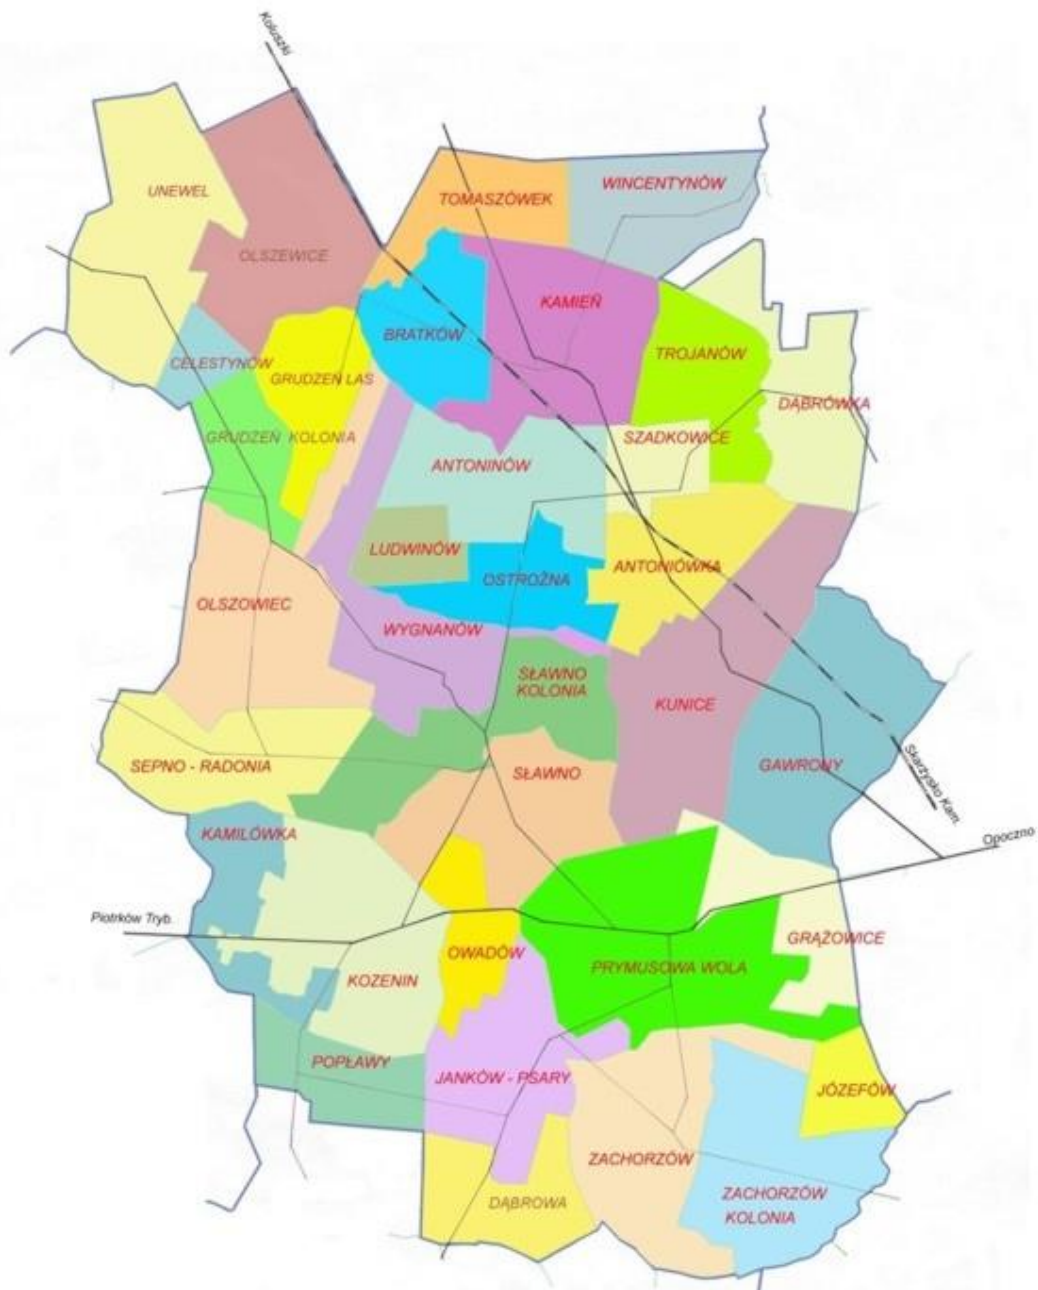 Koluszki
UNEWEL
OLSZEWICE
TOMASZÓWEK
WINCENTYNÓW
KAMIEŃ
BRATKÓW
TROJANÓW
CELESTYNÓW
GRUDZEŃ LAS
DĄBRÓWKA
GRUDZEŃ KOLONIA
SZADKOWICE
ANTONINÓW
LUDWINÓW
OSTROŻNA
ANTONIÓWKA
OLSZOWIEC
WYGNANÓW
SŁAWNO
KOLONIA
KUNICE
SEPNO - RADONIA
SŁAWNO
GAWRONY
Skarżysko Kam.
KAMILÓWKA
Opoczno
Piotrków Tryb.
OWADÓW
GRĄŻOWICE
PRYMUSOWA WOLA
KOZENIN
POPŁAWY
JANKÓW - PSARY
JÓZEFÓW
ZACHORZÓW
DĄBROWA
ZACHORZÓW
KOLONIA